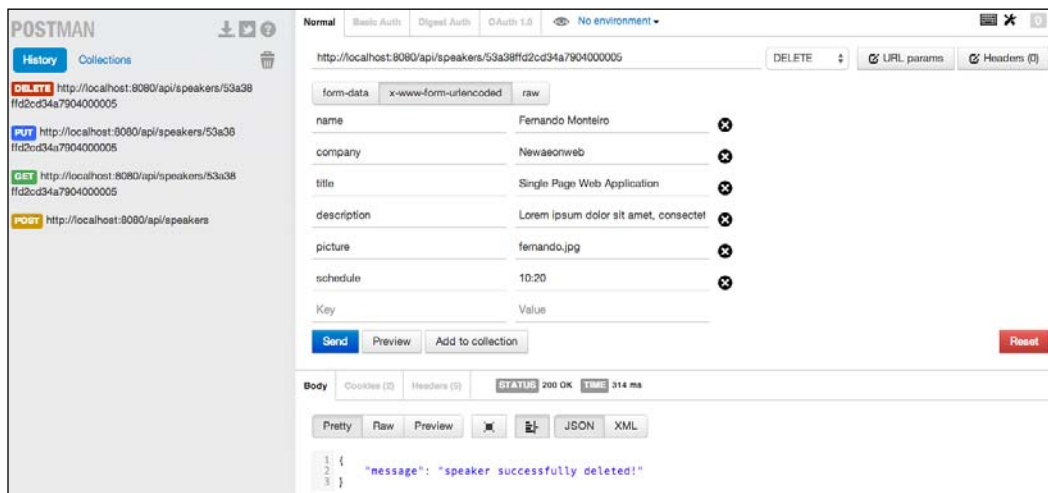 POSTMAN
History Collections
DELETE http://localhost:8080/api/speakers/53a38
ffd2cd34a7904000005
PUT http://localhost:8080/api/speakers/53a38
ffd2cd34a7904000005
GET http://localhost:8080/api/speakers/53a38
ffd2cd34a7904000005
POST http://localhost:8080/api/speakers
Normal Basic Auth Digest Auth OAuth 1.0 No environment
0
http://localhost:8080/api/speakers/53a38ffd2cd34a7904000005 DELETE URL params Headers (0)
form-data x-www-form-urlencoded raw
name Fernando Monteiro
company Newaeonweb
title Single Page Web Application
description Lorem ipsum dolor sit amet, consectet
picture fernando.jpg
schedule 10:20
Key Value
Send Preview Add to collection Reset
Body Cookies (2) Headers (5) STATUS 200 OK TIME 314 ms
Pretty Raw Preview JSON XML
1 {
2 "message": "speaker successfully deleted!"
3 }